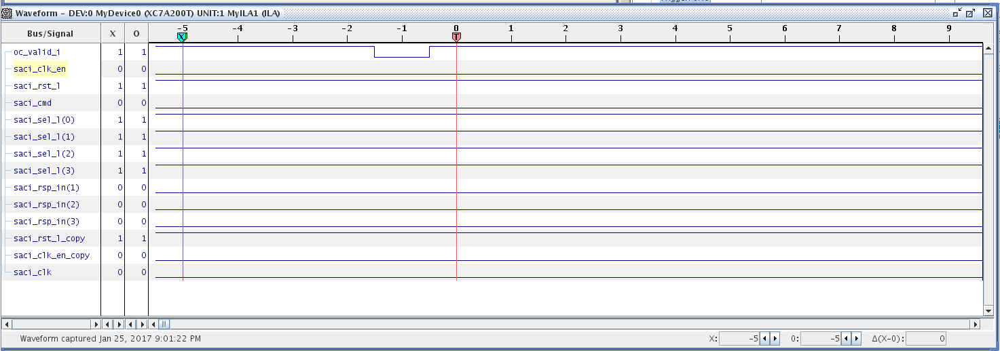 Waveform - DEV:0 MyDevice0 (XC7A200T) UNIT:1 MyILA1 (ILA)
Bus/Signal X O -5 -4 -3 -2 -1 0 1 2 3 4 5 6 7 8 9
X T
oc_valid_i 1 1
saci_clk_en 0 0
saci_rst_l 1 1
saci_cmd 0 0
saci_sel_l(0) 1 1
saci_sel_l(1) 1 1
saci_sel_l(2) 1 1
saci_sel_l(3) 1 1
saci_rsp_in(1) 0 0
saci_rsp_in(2) 0 0
saci_rsp_in(3) 0 0
saci_rst_l_copy 1 1
saci_clk_en_copy 0 0
saci_clk 0 0
Waveform captured Jan 25, 2017 9:01:22 PM X: -5 O: -5 Δ(X-O): 0